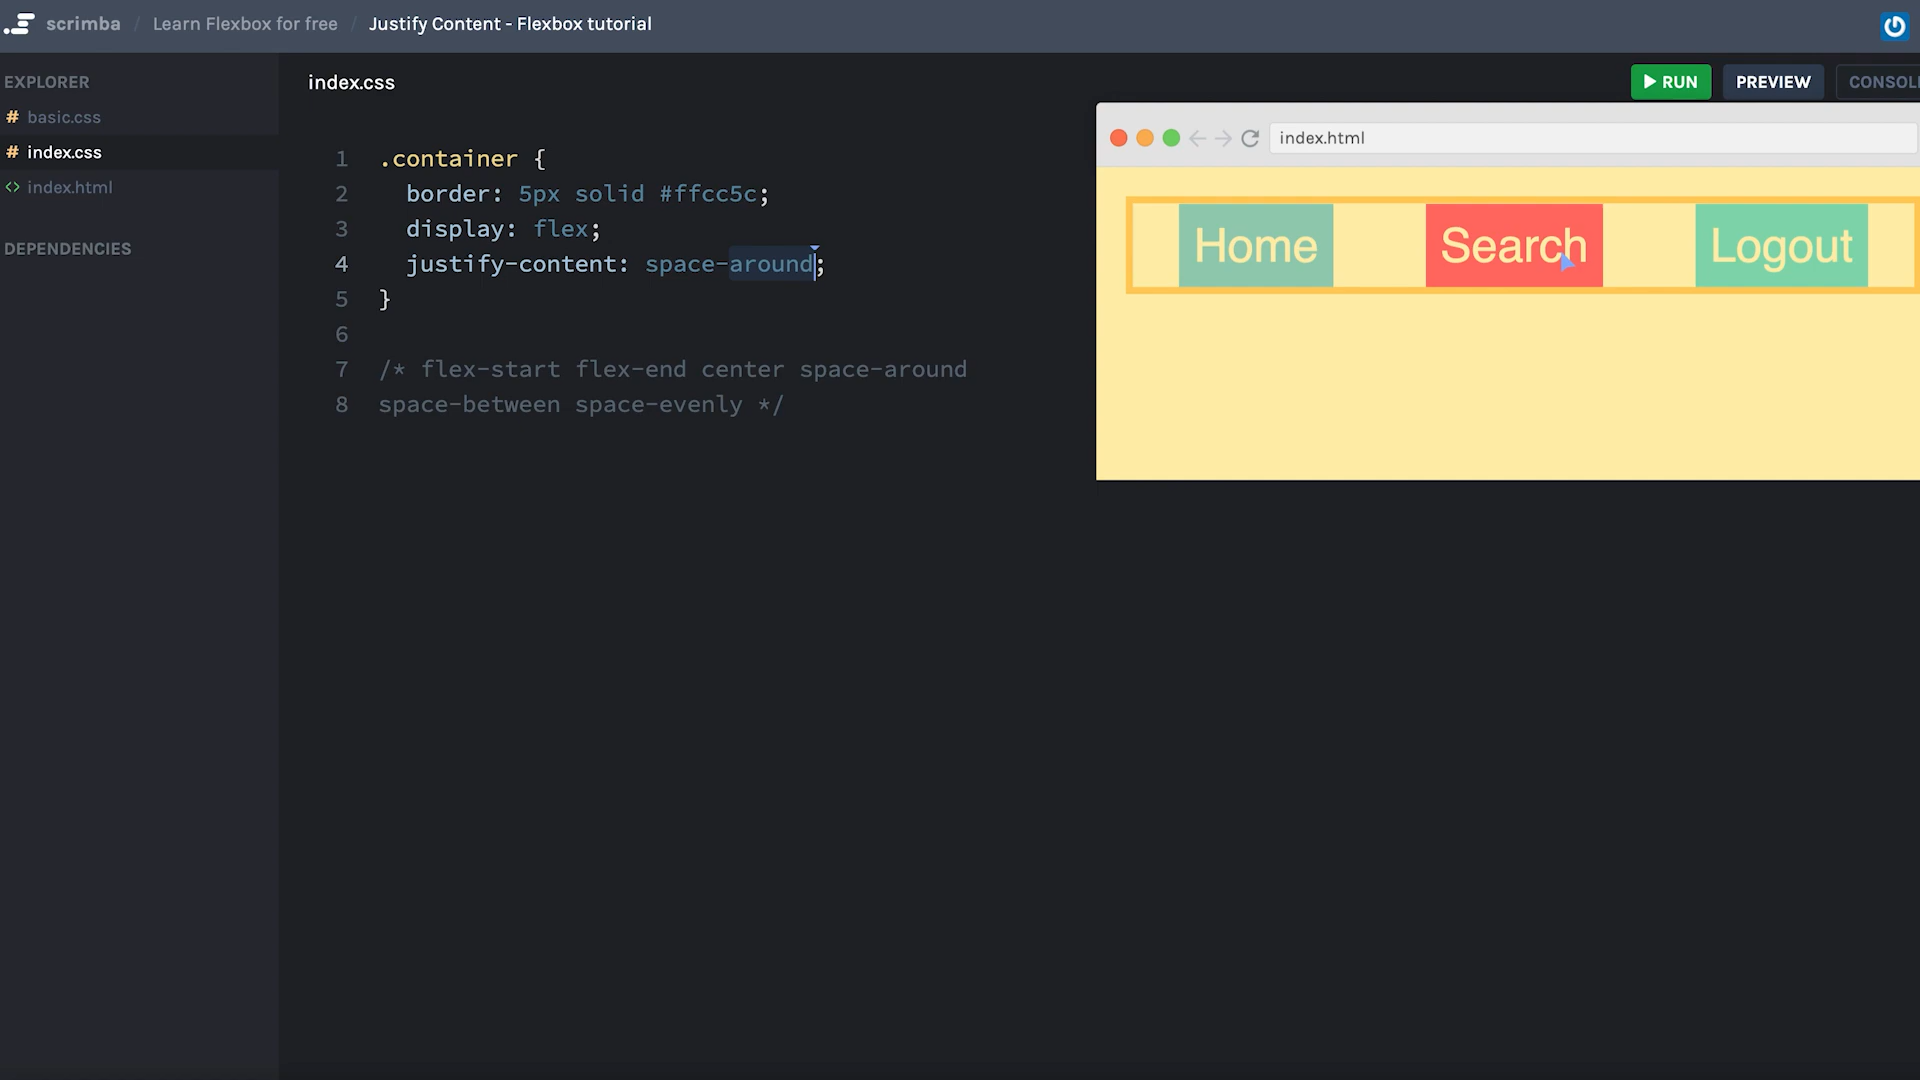 scrimba / Learn Flexbox for free / Justify Content - Flexbox tutorial
EXPLORER
# basic.css
# index.css
<> index.html
DEPENDENCIES
index.css
RUN PREVIEW CONSOL
index.html
1 .container {
2 border: 5px solid #ffcc5c;
3 display: flex;
4 justify-content: space-around;
5 }
6
7 /* flex-start flex-end center space-around
8 space-between space-evenly */
Home Search Logout